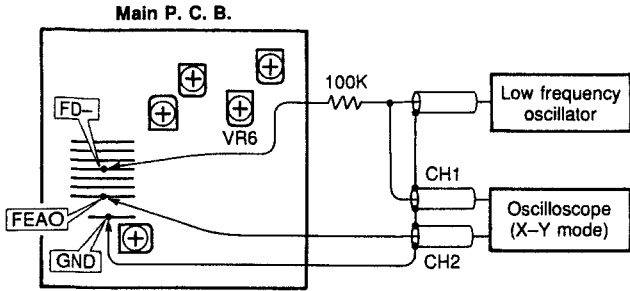 Main P. C. B.
100K
Low frequency
oscillator
FD–
VR6
CH1
FEAO
Oscilloscope
(X–Y mode)
GND
CH2